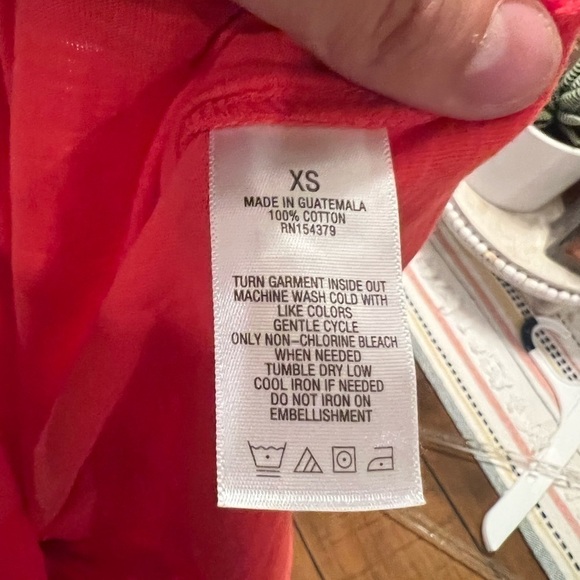 XS
MADE IN GUATEMALA
100% COTTON
RN154379
TURN GARMENT INSIDE OUT
MACHINE WASH COLD WITH
LIKE COLORS
GENTLE CYCLE
ONLY NON-CHLORINE BLEACH
WHEN NEEDED
TUMBLE DRY LOW
COOL IRON IF NEEDED
DO NOT IRON ON
EMBELLISHMENT